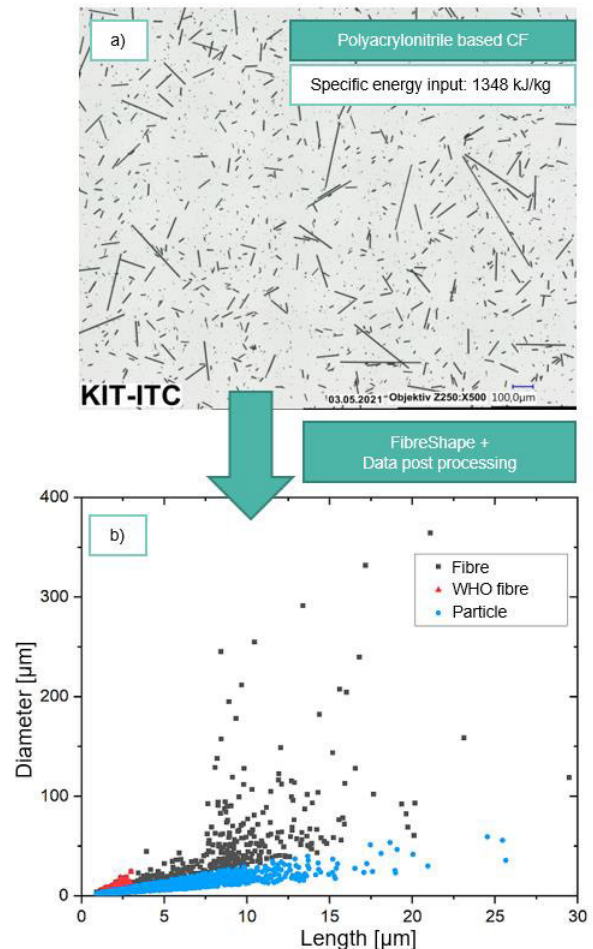 a)
Polyacrylonitrile based CF
Specific energy input: 1348 kJ/kg
KIT-ITC
03.05.2021 Objektiv Z250:X500 100,0µm
FibreShape +
Data post processing
b)
400
300
200
100
0
Diameter [µm]
Fibre
WHO fibre
Particle
0 5 10 15 20 25 30
Length [µm]